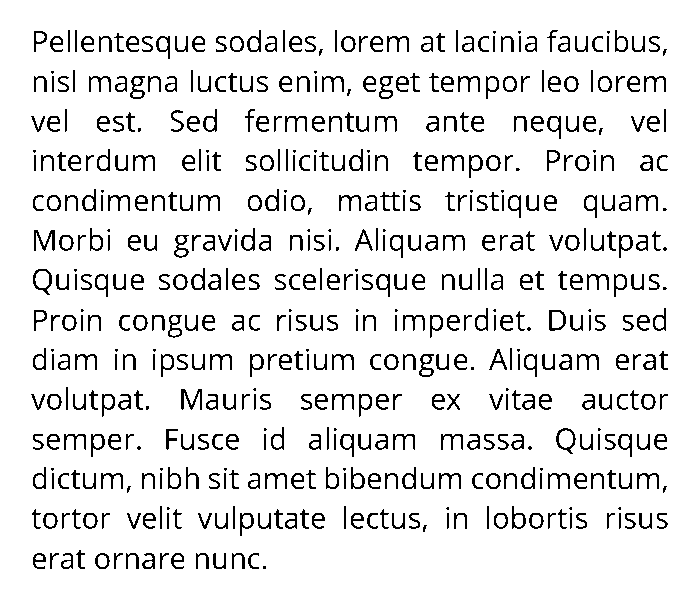 Pellentesque sodales, lorem at lacinia faucibus,
nisl magna luctus enim, eget tempor leo lorem
vel est. Sed fermentum ante neque, vel
interdum elit sollicitudin tempor. Proin ac
condimentum odio, mattis tristique quam.
Morbi eu gravida nisi. Aliquam erat volutpat.
Quisque sodales scelerisque nulla et tempus.
Proin congue ac risus in imperdiet. Duis sed
diam in ipsum pretium congue. Aliquam erat
volutpat. Mauris semper ex vitae auctor
semper. Fusce id aliquam massa. Quisque
dictum, nibh sit amet bibendum condimentum,
tortor velit vulputate lectus, in lobortis risus
erat ornare nunc.